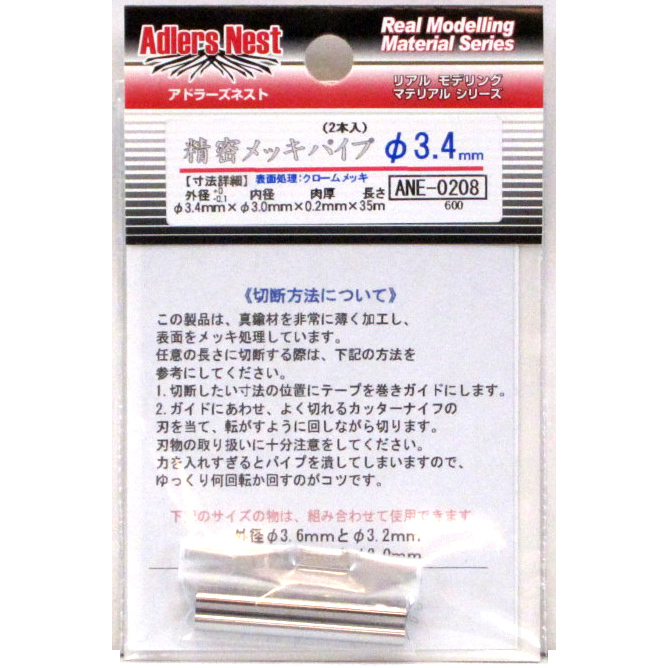 Adlers Nest
アドラーズネスト
Real Modelling
Material Series
リアル モデリング
マテリアル シリーズ
(2本入)
精密メッキパイプ φ3.4mm
【寸法詳細】 表面処理:クロームメッキ
外径+0 -0.1 内径 肉厚 長さ
φ3.4mm×φ3.0mm×0.2mm×35m
ANE-0208
600
《切断方法について》
この製品は、真鍮材を非常に薄く加工し、
表面をメッキ処理しています。
任意の長さに切断する際は、下記の方法を
参考にしてください。
1.切断したい寸法の位置にテープを巻きガイドにします。
2.ガイドにあわせ、よく切れるカッターナイフの
刃を当て、転がすように回しながら切ります。
刃物の取り扱いに十分注意をしてください。
力を入れすぎるとパイプを潰してしまいますので、
ゆっくり何回転か回すのがコツです。
下記のサイズの物は、組み合わせて使用できます
外径φ3.6mmとφ3.2mm